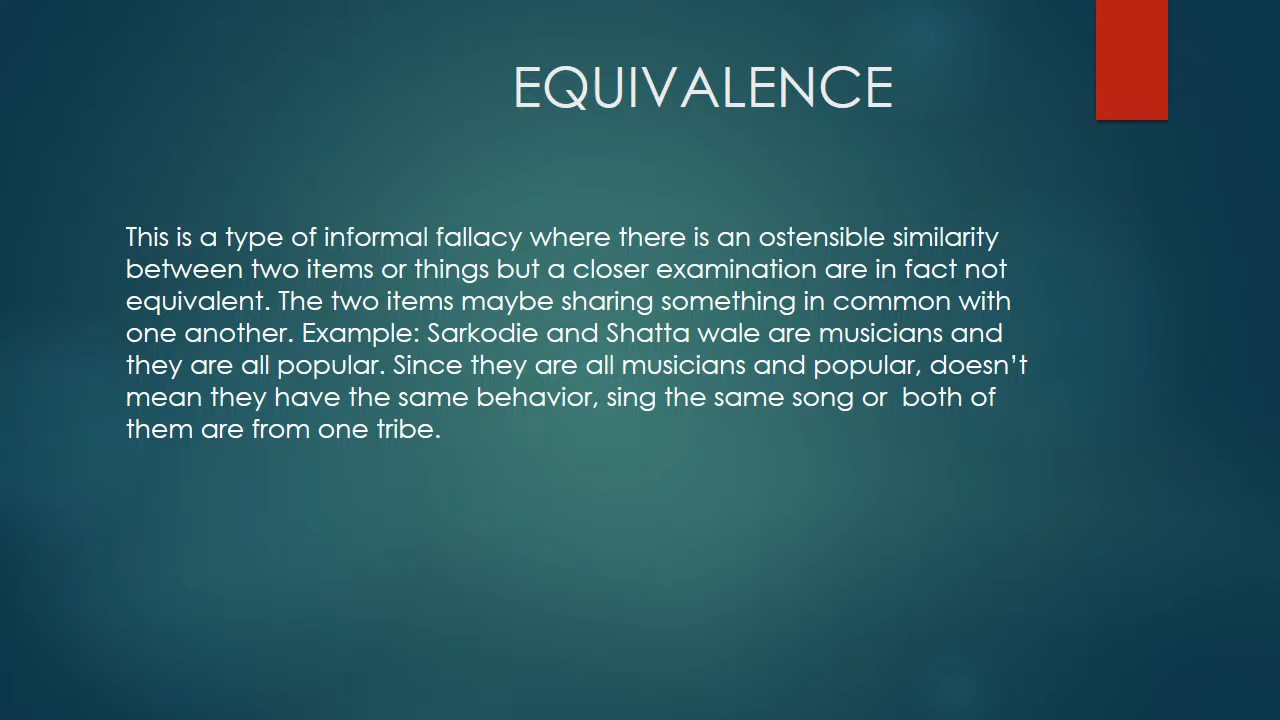 EQUIVALENCE
This is a type of informal fallacy where there is an ostensible similarity
between two items or things but a closer examination are in fact not
equivalent. The two items maybe sharing something in common with
one another. Example: Sarkodie and Shatta wale are musicians and
they are all popular. Since they are all musicians and popular, doesn’t
mean they have the same behavior, sing the same song or  both of
them are from one tribe.